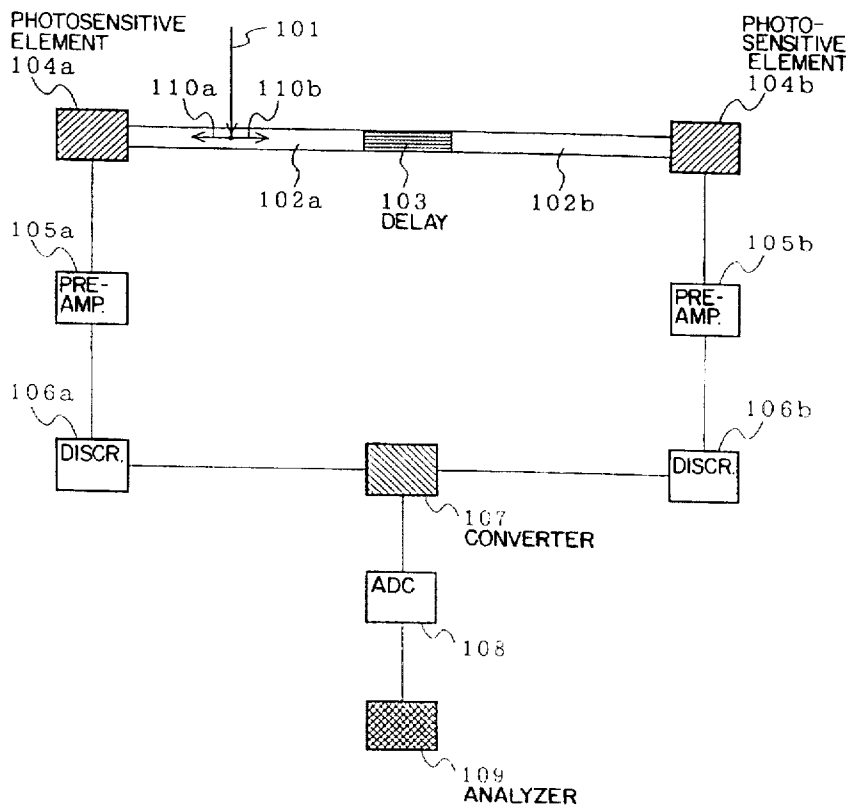 PHOTOSENSITIVE
ELEMENT
104a
101
110a
110b
PHOTO-
SENSITIVE
ELEMENT
104b
102a
103
DELAY
102b
105a
PRE-
AMP.
105b
PRE-
AMP.
106a
DISCR.
106b
DISCR.
107
CONVERTER
ADC
108
109
ANALYZER